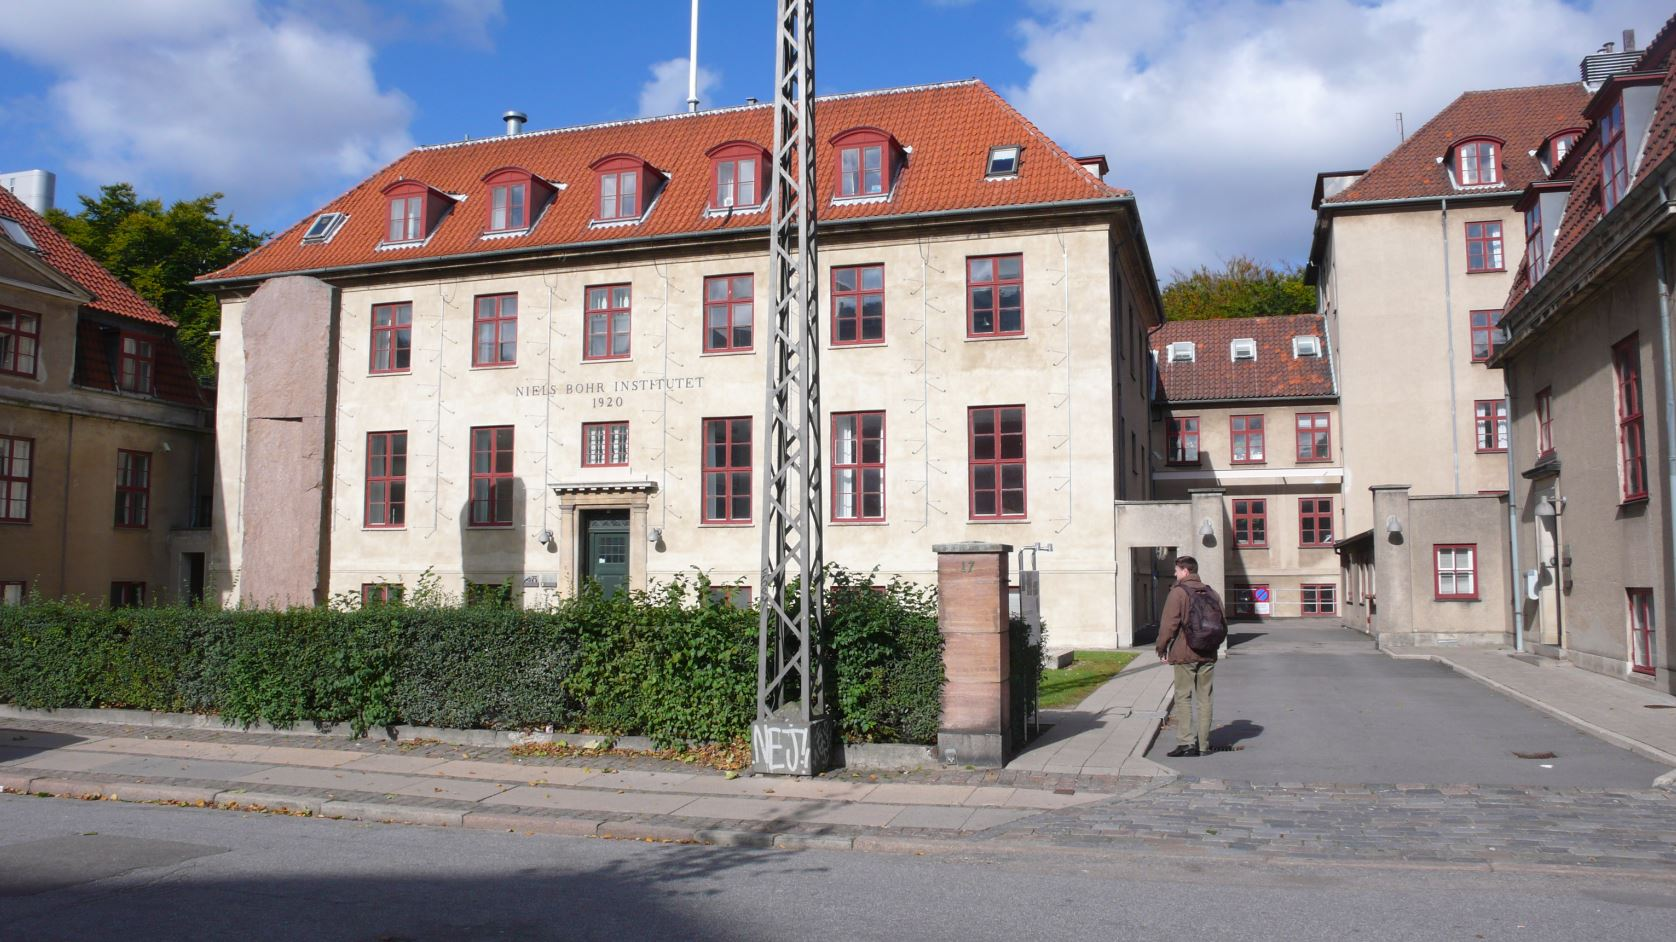 NIELS BOHR INSTITUTET
1920
17
NEJ!